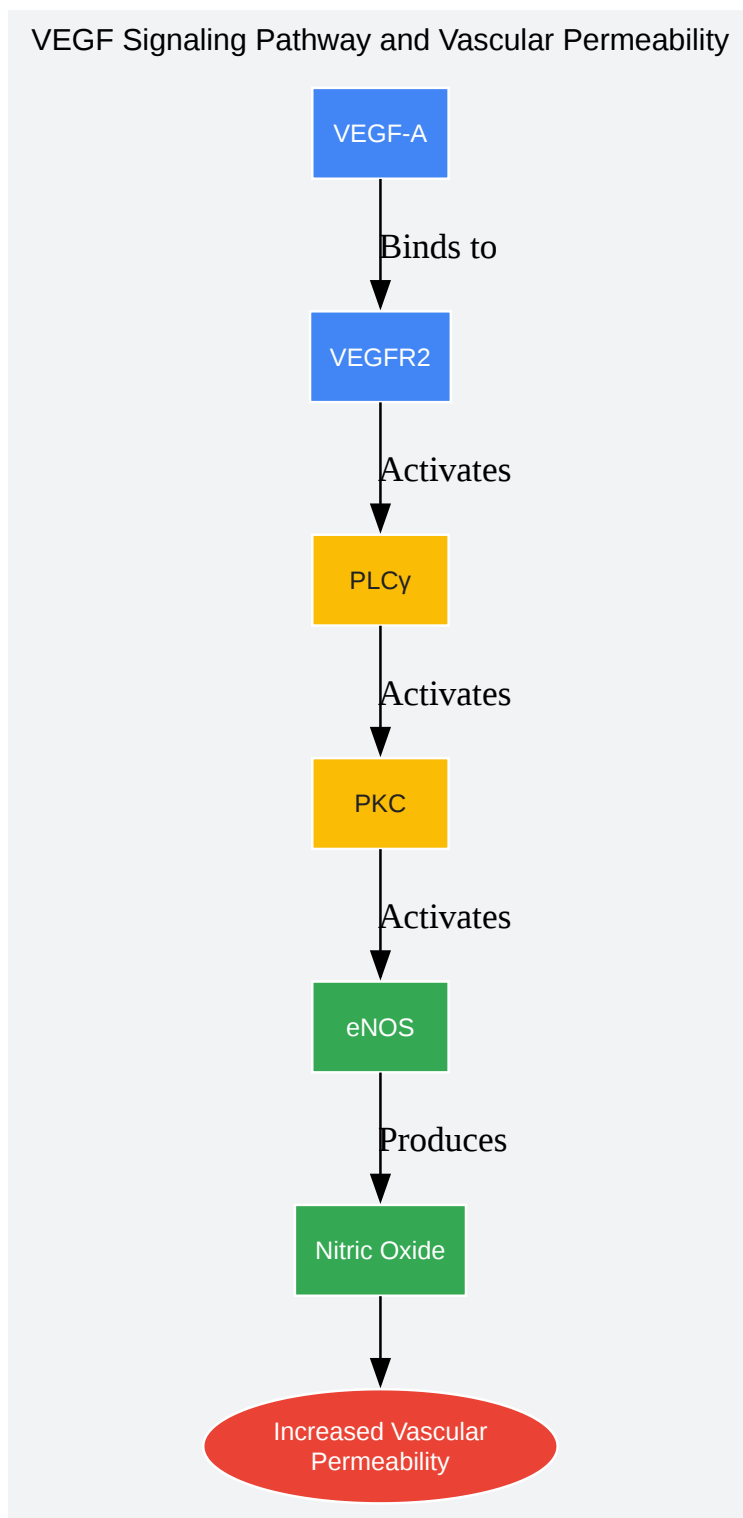 VEGF Signaling Pathway and Vascular Permeability
VEGF-A
Binds to
VEGFR2
Activates
PLCγ
Activates
PKC
Activates
eNOS
Produces
Nitric Oxide
Increased Vascular
Permeability